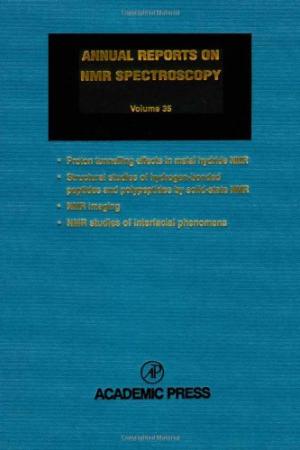 ANNUAL REPORTS ON
NMR SPECTROSCOPY
Volume 35
• Proton tunnelling effects in metal hydride NMR
• Structural studies of hydrogen-bonded
peptides and polypeptides by solid-state NMR
• NMR imaging
• NMR studies of interfacial phenomena
AP
ACADEMIC PRESS